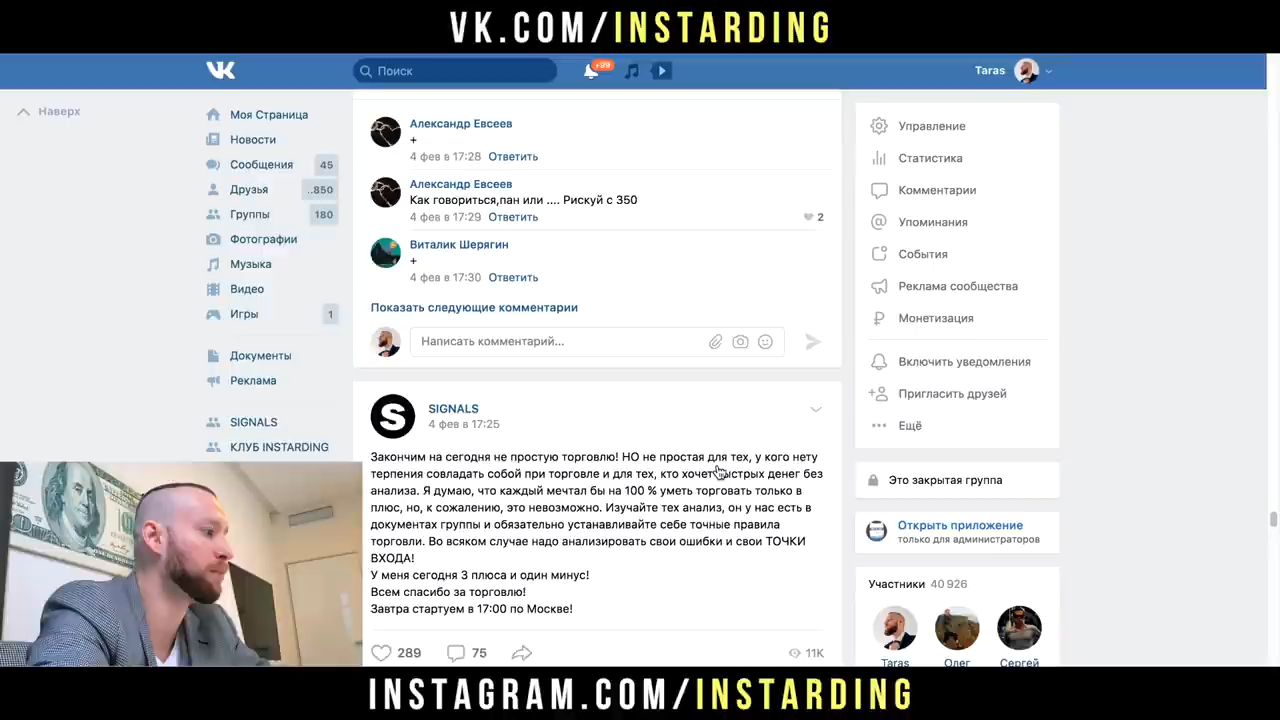 VK.COM/INSTARDING
Поиск
+99
Taras
Наверх
Моя Страница
Новости
Сообщения 45
Друзья ..850
Группы 180
Фотографии
Музыка
Видео
Игры 1
Документы
Реклама
SIGNALS
КЛУБ INSTARDING
Александр Евсеев
+
4 фев в 17:28 Ответить
Александр Евсеев
Как говориться,пан или .... Рискуй с 350
4 фев в 17:29 Ответить
2
Виталик Шерягин
+
4 фев в 17:30 Ответить
Показать следующие комментарии
Написать комментарий...
S
SIGNALS
4 фев в 17:25
Закончим на сегодня не простую торговлю! НО не простая для тех, у кого нету
терпения совладать собой при торговле и для тех, кто хочет быстрых денег без
анализа. Я думаю, что каждый мечтал бы на 100 % уметь торговать только в
плюс, но, к сожалению, это невозможно. Изучайте тех анализ, он у нас есть в
документах группы и обязательно устанавливайте себе точные правила
торговли. Во всяком случае надо анализировать свои ошибки и свои ТОЧКИ
ВХОДА!
У меня сегодня 3 плюса и один минус!
Всем спасибо за торговлю!
Завтра стартуем в 17:00 по Москве!
289 75 11K
Управление
Статистика
Комментарии
Упоминания
События
Реклама сообщества
Монетизация
Включить уведомления
Пригласить друзей
Ещё
Это закрытая группа
Открыть приложение
только для администраторов
Участники 40 926
Taras Олег Сергей
INSTAGRAM.COM/INSTARDING